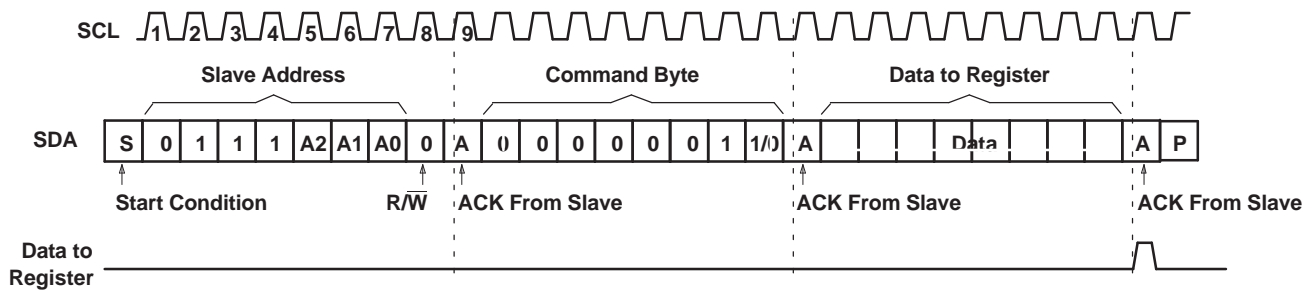 SCL 1 2 3 4 5 6 7 8 9
Slave Address Command Byte Data to Register
SDA S 0 1 1 1 A2 A1 A0 0 A 0 0 0 0 0 0 1 1/0 A Data A P
Start Condition R/W ACK From Slave ACK From Slave ACK From Slave
Data to
Register